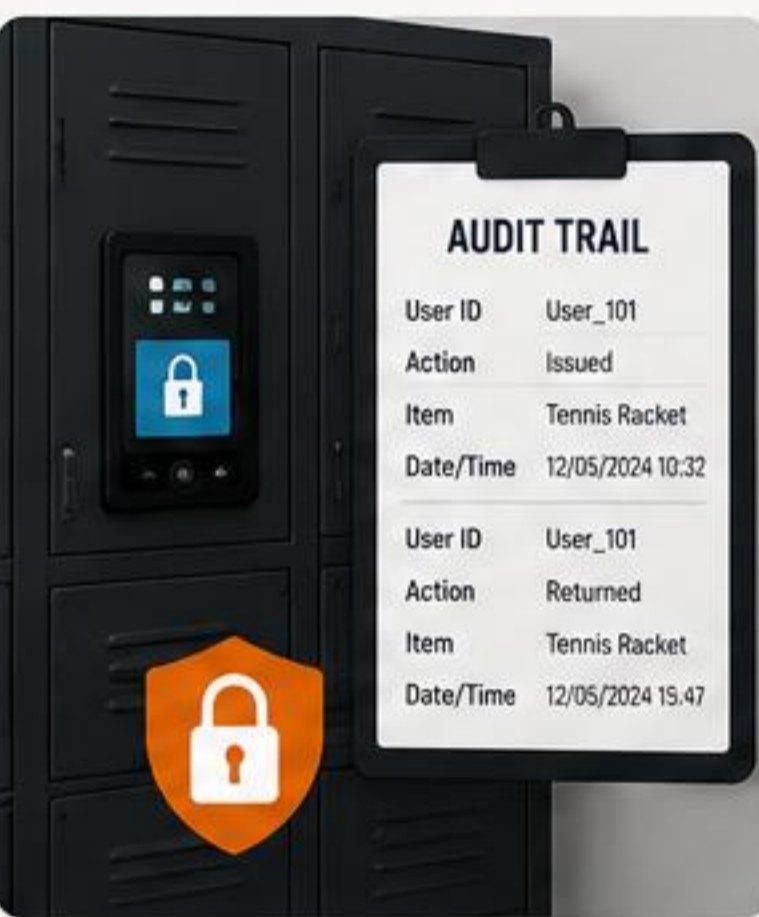 AUDIT TRAIL
User ID User_101
Action Issued
Item Tennis Racket
Date/Time 12/05/2024 10:32
User ID User_101
Action Returned
Item Tennis Racket
Date/Time 12/05/2024 15.47